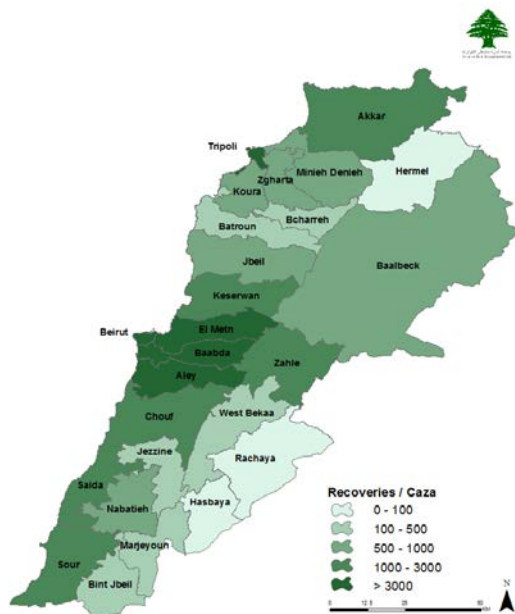 Akkar
Tripoli
Hermel
Minieh Denieh
Zgharta
Koura
Bcharreh
Batroun
Jbeil
Baalbeck
Keserwan
El Metn
Beirut
Baabda
Zahle
Aley
West Bekaa
Chouf
Jezzine
Rachaya
Saida
Hasbaya
Nabatieh
Marjeyoun
Sour
Bint Jbeil
Recoveries / Caza
0 - 100
100 - 500
500 - 1000
1000 - 3000
> 3000
N
0
12.5
25
50